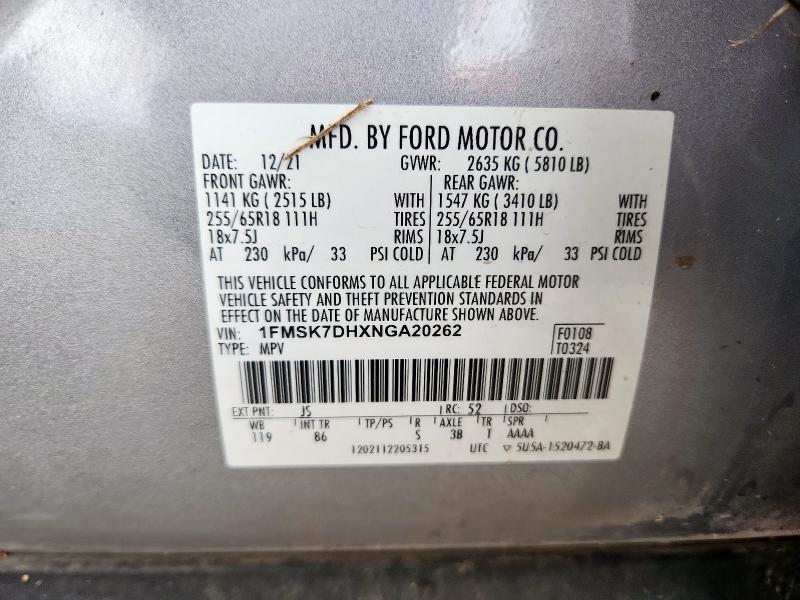 MFD. BY FORD MOTOR CO.
DATE: 12/21 GVWR: 2635 KG ( 5810 LB)
FRONT GAWR: REAR GAWR:
1141 KG ( 2515 LB) WITH 1547 KG ( 3410 LB) WITH
255/65R18 111H TIRES 255/65R18 111H TIRES
18x7.5J RIMS 18x7.5J RIMS
AT 230 kPa/ 33 PSI COLD AT 230 kPa/ 33 PSI COLD
THIS VEHICLE CONFORMS TO ALL APPLICABLE FEDERAL MOTOR
VEHICLE SAFETY AND THEFT PREVENTION STANDARDS IN
EFFECT ON THE DATE OF MANUFACTURE SHOWN ABOVE.
VIN: 1FMSK7DHXNGA20262 F0108
TYPE: MPV T0324
EXT PNT: JS RC: 52 DSO:
WB INT TR TP/PS R AXLE TR SPR
119 86 S 3B T AAAA
1202112205315 UTC ▽ 5U5A-1520472-BA